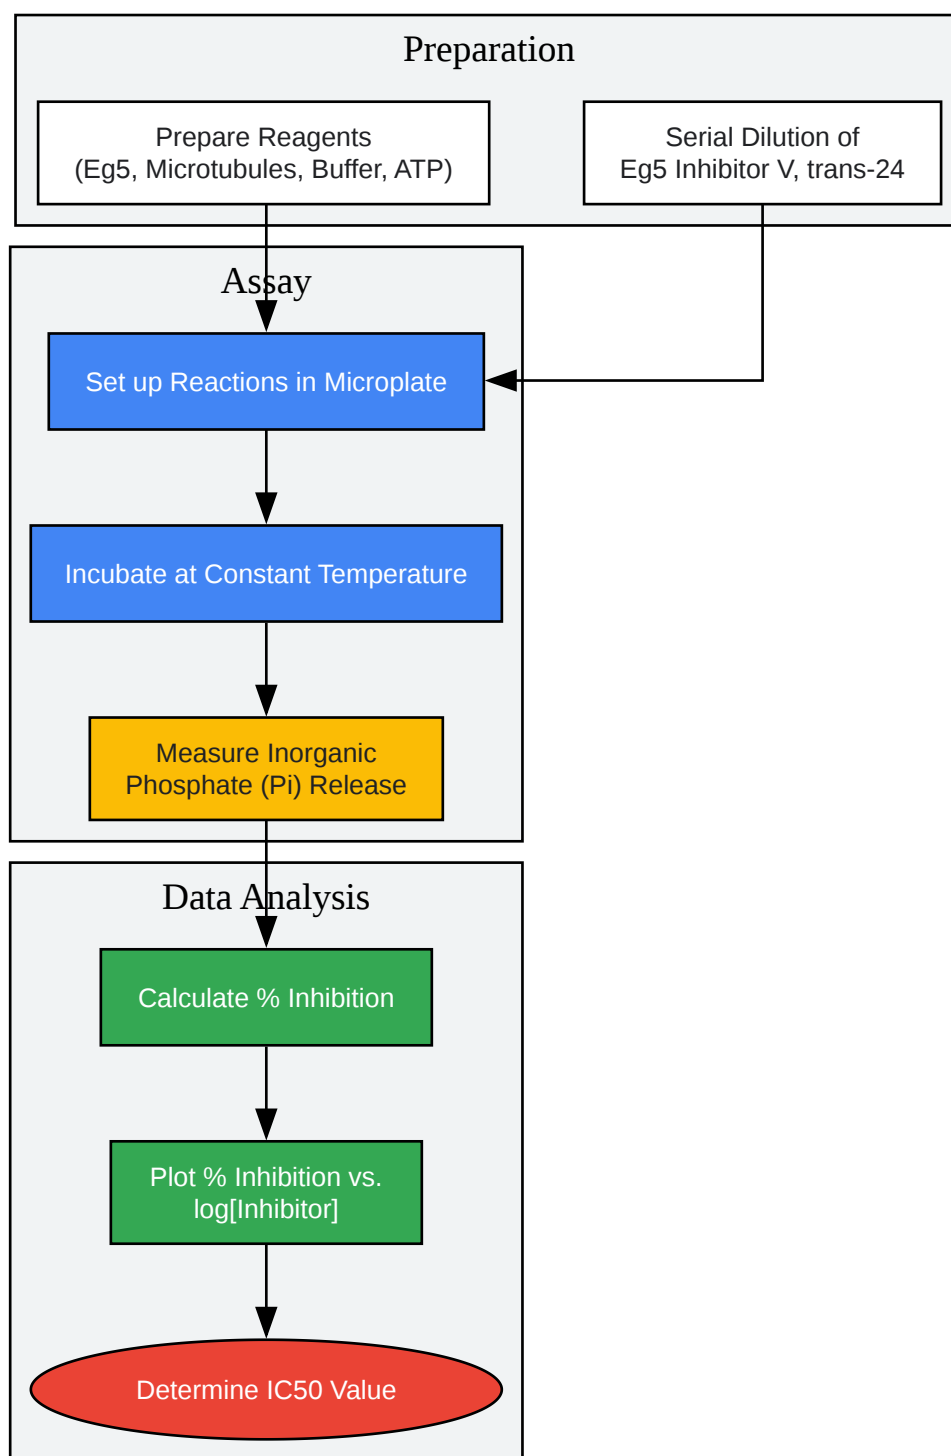 Preparation
Prepare Reagents
(Eg5, Microtubules, Buffer, ATP)
Serial Dilution of
Eg5 Inhibitor V, trans-24
Assay
Set up Reactions in Microplate
Incubate at Constant Temperature
Measure Inorganic
Phosphate (Pi) Release
Data Analysis
Calculate % Inhibition
Plot % Inhibition vs.
log[Inhibitor]
Determine IC50 Value